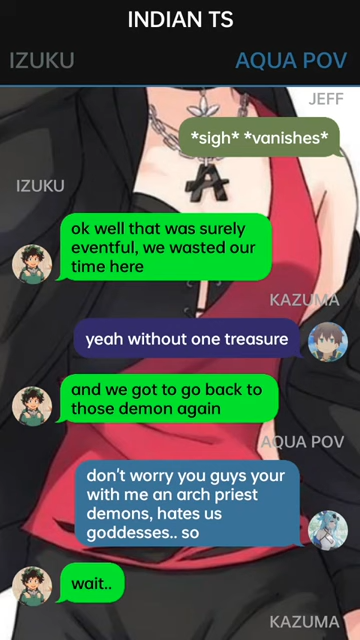 INDIAN TS
IZUKU
AQUA POV
JEFF
*sigh* *vanishes*
IZUKU
ok well that was surely
eventful, we wasted our
time here
KAZUMA
yeah without one treasure
and we got to go back to
those demon again
AQUA POV
don't worry you guys your
with me an arch priest
demons, hates us
goddesses.. so
wait..
KAZUMA